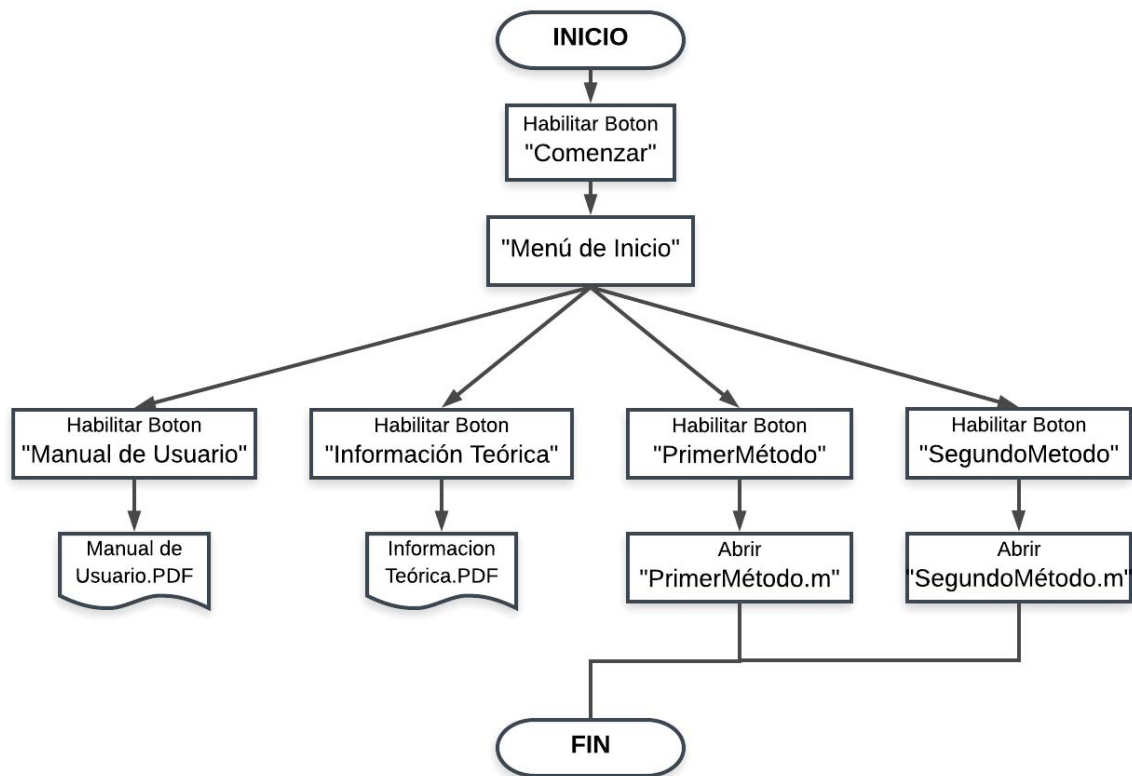 INICIO
Habilitar Boton
"Comenzar"
"Menú de Inicio"
Habilitar Boton
"Manual de Usuario"
Habilitar Boton
"Información Teórica"
Habilitar Boton
"PrimerMétodo"
Habilitar Boton
"SegundoMetodo"
Manual de
Usuario.PDF
Informacion
Teórica.PDF
Abrir
"PrimerMétodo.m"
Abrir
"SegundoMétodo.m"
FIN